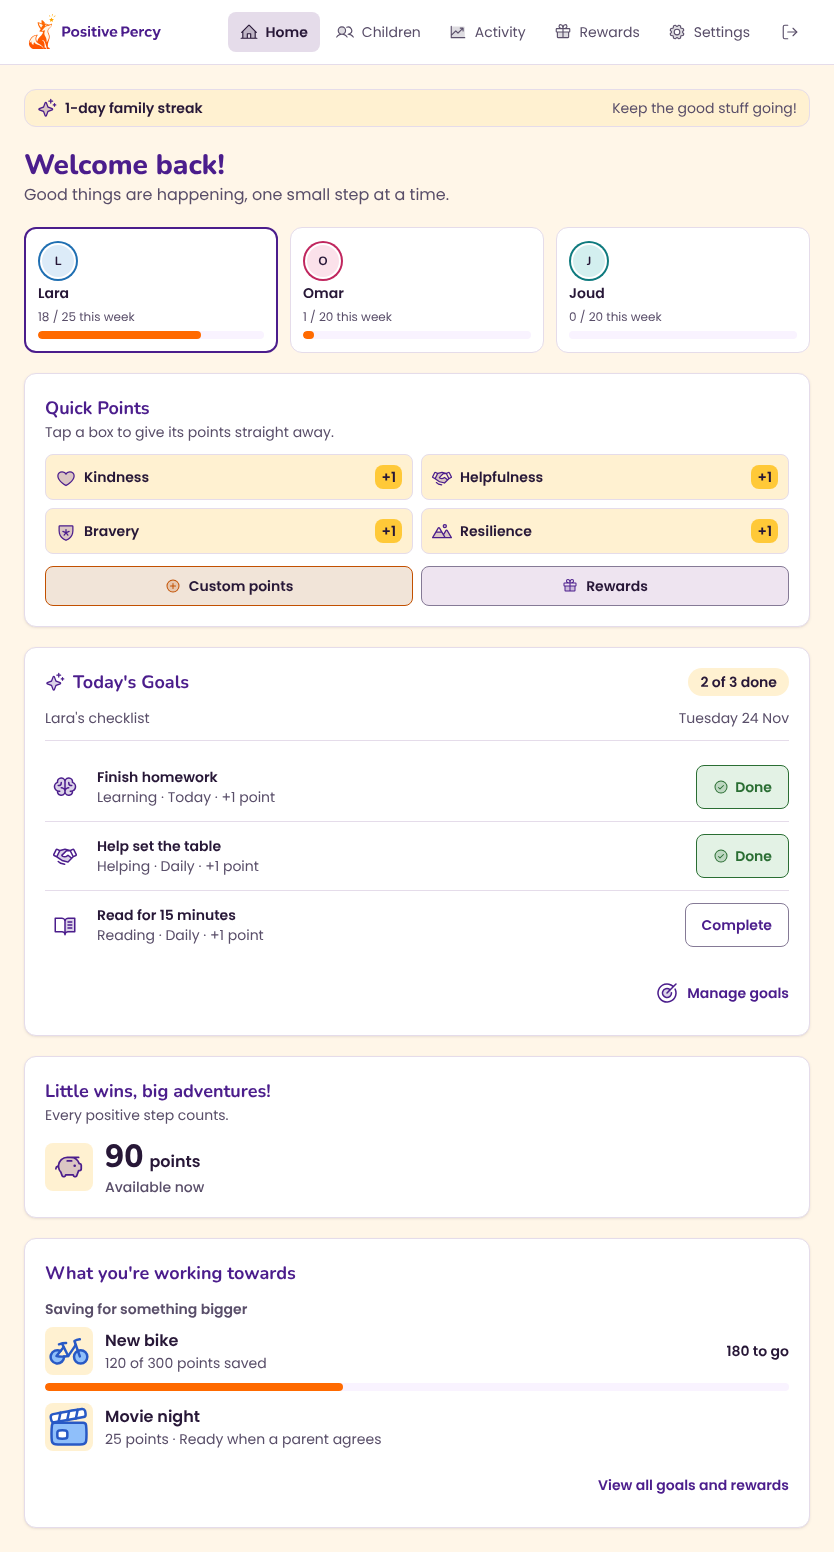 Positive Percy
Home
Children
Activity
Rewards
Settings
1-day family streak
Keep the good stuff going!
Welcome back!
Good things are happening, one small step at a time.
L
Lara
18 / 25 this week
O
Omar
1 / 20 this week
J
Joud
0 / 20 this week
Quick Points
Tap a box to give its points straight away.
Kindness +1
Helpfulness +1
Bravery +1
Resilience +1
Custom points
Rewards
Today's Goals
2 of 3 done
Lara's checklist
Tuesday 24 Nov
Finish homework
Learning · Today · +1 point
Done
Help set the table
Helping · Daily · +1 point
Done
Read for 15 minutes
Reading · Daily · +1 point
Complete
Manage goals
Little wins, big adventures!
Every positive step counts.
90 points
Available now
What you're working towards
Saving for something bigger
New bike
120 of 300 points saved
180 to go
Movie night
25 points · Ready when a parent agrees
View all goals and rewards